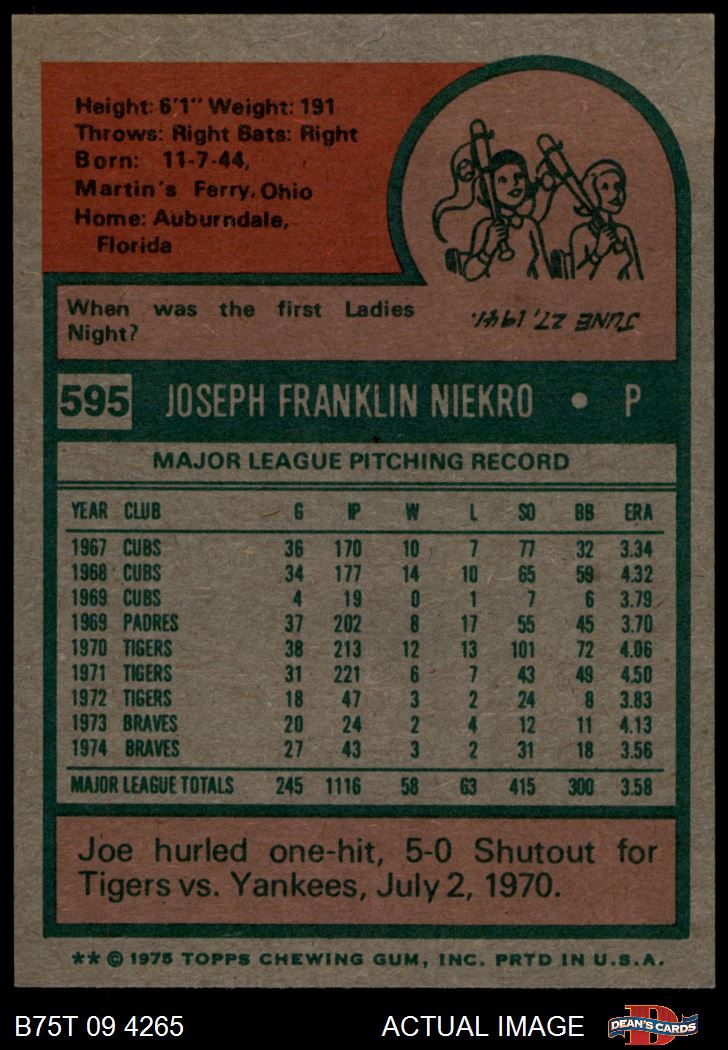 Height: 6'1" Weight: 191
Throws: Right Bats: Right
Born: 11-7-44,
Martin's Ferry, Ohio
Home: Auburndale,
Florida
When was the first Ladies
Night?
JUNE 27, 1941.
595 JOSEPH FRANKLIN NIEKRO • P
MAJOR LEAGUE PITCHING RECORD
YEAR CLUB G IP W L SO BB ERA
1967 CUBS 36 170 10 7 77 32 3.34
1968 CUBS 34 177 14 10 65 59 4.32
1969 CUBS 4 19 0 1 7 6 3.79
1969 PADRES 37 202 8 17 55 45 3.70
1970 TIGERS 38 213 12 13 101 72 4.06
1971 TIGERS 31 221 6 7 43 49 4.50
1972 TIGERS 18 47 3 2 24 8 3.83
1973 BRAVES 20 24 2 4 12 11 4.13
1974 BRAVES 27 43 3 2 31 18 3.56
MAJOR LEAGUE TOTALS 245 1116 58 63 415 300 3.58
Joe hurled one-hit, 5-0 Shutout for
Tigers vs. Yankees, July 2, 1970.
** © 1975 TOPPS CHEWING GUM, INC. PRTD IN U.S.A.
B75T 09 4265 ACTUAL IMAGE D DEAN'S CARDS